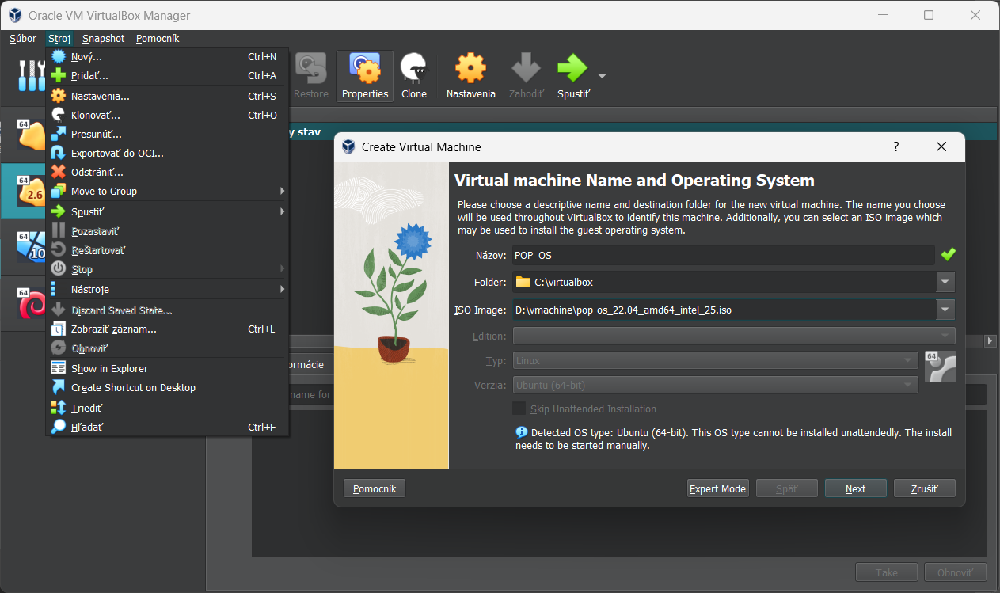 Oracle VM VirtualBox Manager
Súbor Stroj Snapshot Pomocník
Nový... Ctrl+N
Pridať... Ctrl+A
Nastavenia... Ctrl+S
Klonovať... Ctrl+O
Presunúť...
Exportovať do OCI...
Odstrániť...
Move to Group
Spustiť
Pozastaviť
Reštartovať
Stop
Nástroje
Discard Saved State...
Zobraziť záznam... Ctrl+L
Obnoviť
Show in Explorer
Create Shortcut on Desktop
Triediť
Hľadať Ctrl+F
64
64
2.6
64
10
64
Restore Properties Clone Nastavenia Zahodiť Spustiť
y stav
ormácie
name for
Create Virtual Machine ?
Virtual machine Name and Operating System
Please choose a descriptive name and destination folder for the new virtual machine. The name you choose
will be used throughout VirtualBox to identify this machine. Additionally, you can select an ISO image which
may be used to install the guest operating system.
Názov: POP_OS
Folder: C:\virtualbox
ISO Image: D:\vmachine\pop-os_22.04_amd64_intel_25.iso
Edition:
Typ: Linux
64
Verzia: Ubuntu (64-bit)
Skip Unattended Installation
Detected OS type: Ubuntu (64-bit). This OS type cannot be installed unattendedly. The install
needs to be started manually.
Pomocník Expert Mode Späť Next Zrušiť
Take Obnoviť